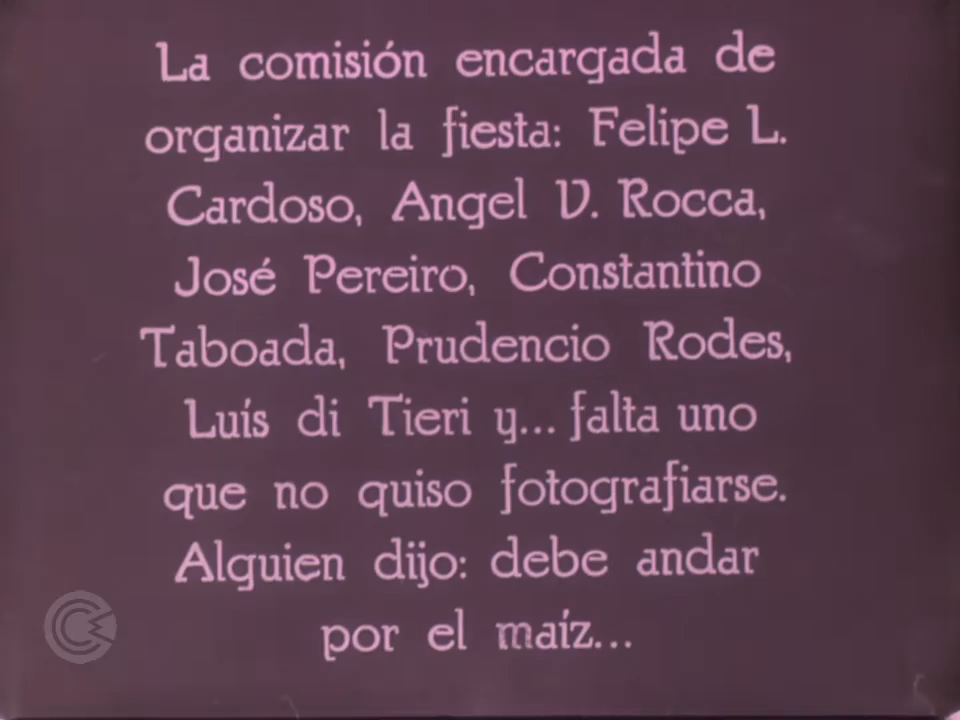 La comisión encargada de
organizar la fiesta: Felipe L.
Cardoso, Angel V. Rocca,
José Pereiro, Constantino
Taboada, Prudencio Rodes,
Luís di Tieri y... falta uno
que no quiso fotografiarse.
Alguien dijo: debe andar
por el maíz...